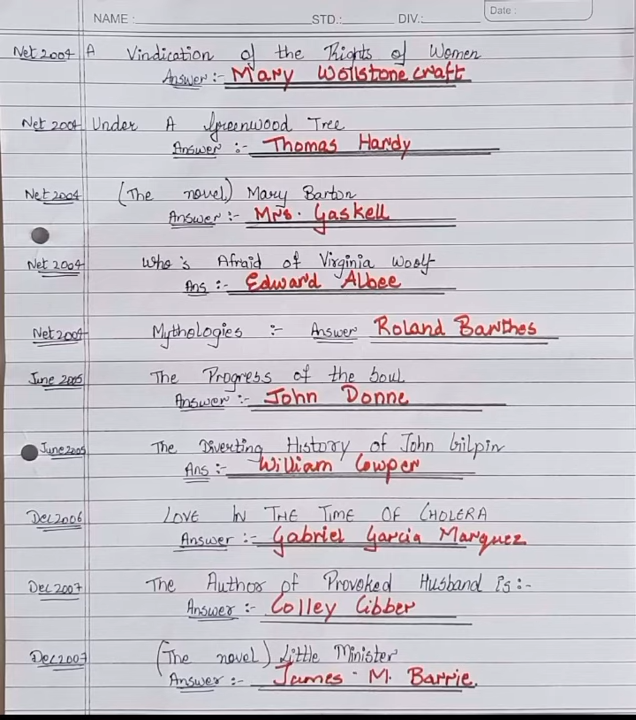 NAME : STD.: DIV.: Date :
Net 2004 A Vindication of the Rights of Women
Answer :- Mary Wollstonecraft
Net 2004 Under A Greenwood Tree
Answer :- Thomas Hardy
Net 2004 (The novel) Mary Barton
Answer :- Mrs. Gaskell
Net 2004 Who's Afraid of Virginia Woolf
Ans :- Edward Albee
Net 2004 Mythologies :- Answer Roland Barthes
June 2005 The Progress of the Soul
Answer :- John Donne
June 2005 The Diverting History of John Gilpin
Ans :- William Cowper
Dec 2006 LOVE IN THE TIME OF CHOLERA
Answer :- Gabriel Garcia Marquez
Dec 2007 The Author of Provoked Husband is :-
Answer :- Colley Cibber
Dec 2007 (The novel) Little Minister
Answer :- James M. Barrie.